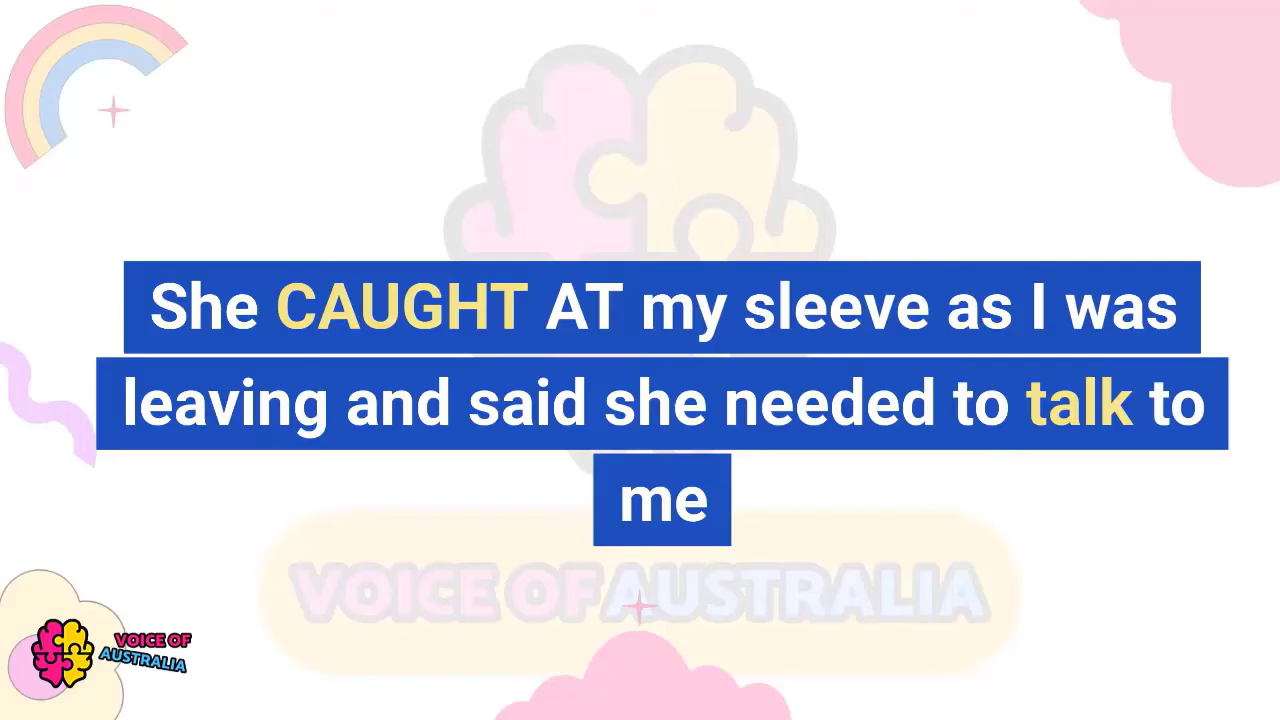 She CAUGHT AT my sleeve as I was
leaving and said she needed to talk to
me
VOICE OF AUSTRALIA
VOICE OF
AUSTRALIA